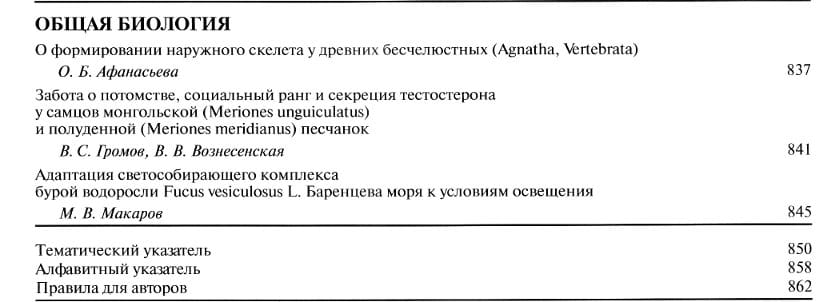 ОБЩАЯ БИОЛОГИЯ
О формировании наружного скелета у древних бесчелюстных (Agnatha, Vertebrata)
О. Б. Афанасьева 837
Забота о потомстве, социальный ранг и секреция тестостерона
у самцов монгольской (Meriones unguiculatus)
и полуденной (Meriones meridianus) песчанок
В. С. Громов, В. В. Вознесенская 841
Адаптация светособирающего комплекса
бурой водоросли Fucus vesiculosus L. Баренцева моря к условиям освещения
М. В. Макаров 845
Тематический указатель 850
Алфавитный указатель 858
Правила для авторов 862